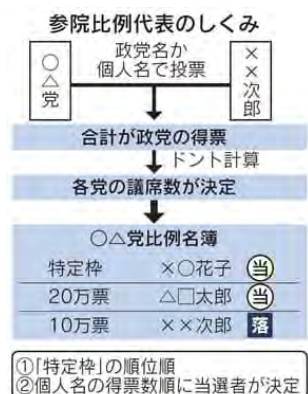 参院比例代表のしくみ
○△党
政党名か
個人名で投票
××次郎
合計が政党の得票
ドント計算
各党の議席数が決定
○△党比例名簿
特定枠 ×○花子 当
20万票 △□太郎 当
10万票 ××次郎 落
①「特定枠」の順位順
②個人名の得票数順に当選者が決定